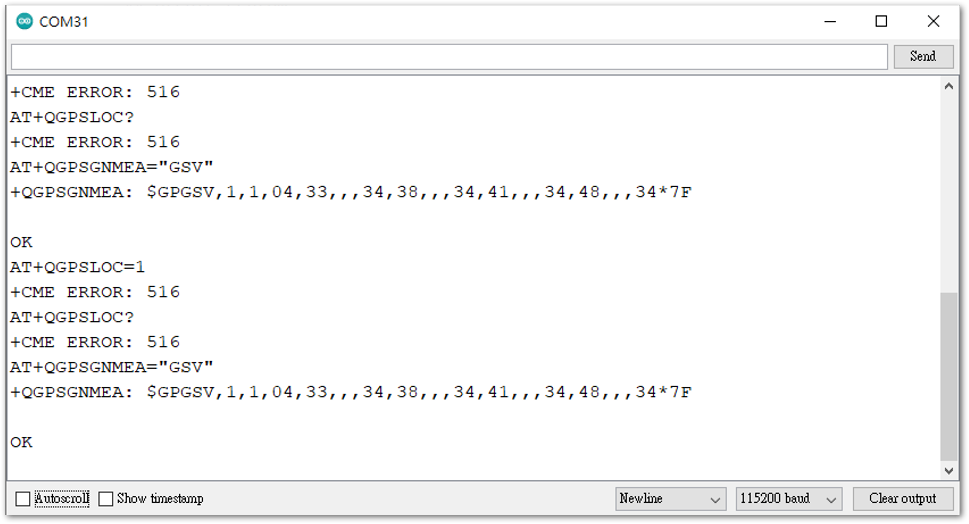 COM31
Send
+CME ERROR: 516
AT+QGPSLOC?
+CME ERROR: 516
AT+QGPSGNMEA="GSV"
+QGPSGNMEA: $GPGSV,1,1,04,33,,,34,38,,,34,41,,,34,48,,,34*7F
OK
AT+QGPSLOC=1
+CME ERROR: 516
AT+QGPSLOC?
+CME ERROR: 516
AT+QGPSGNMEA="GSV"
+QGPSGNMEA: $GPGSV,1,1,04,33,,,34,38,,,34,41,,,34,48,,,34*7F
OK
Autoscroll Show timestamp Newline 115200 baud Clear output